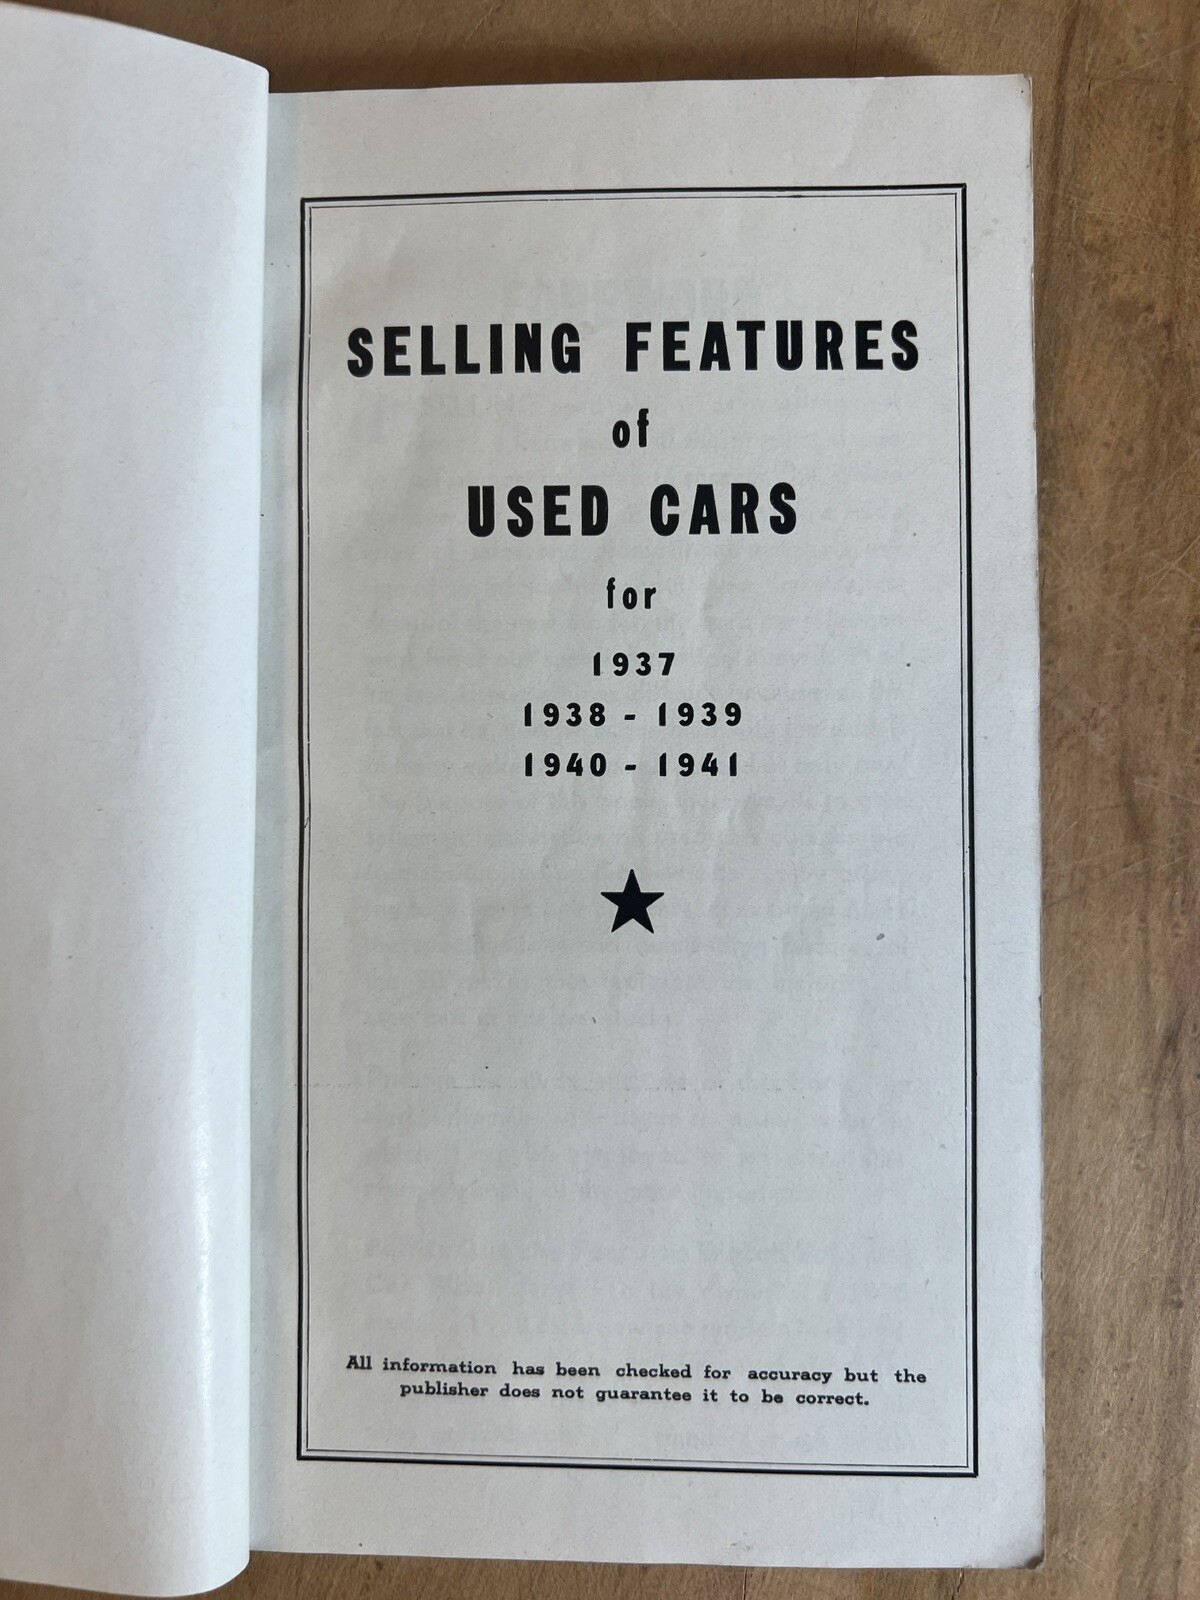 SELLING FEATURES
of
USED CARS
for
1937
1938 - 1939
1940 - 1941
All information has been checked for accuracy but the
publisher does not guarantee it to be correct.